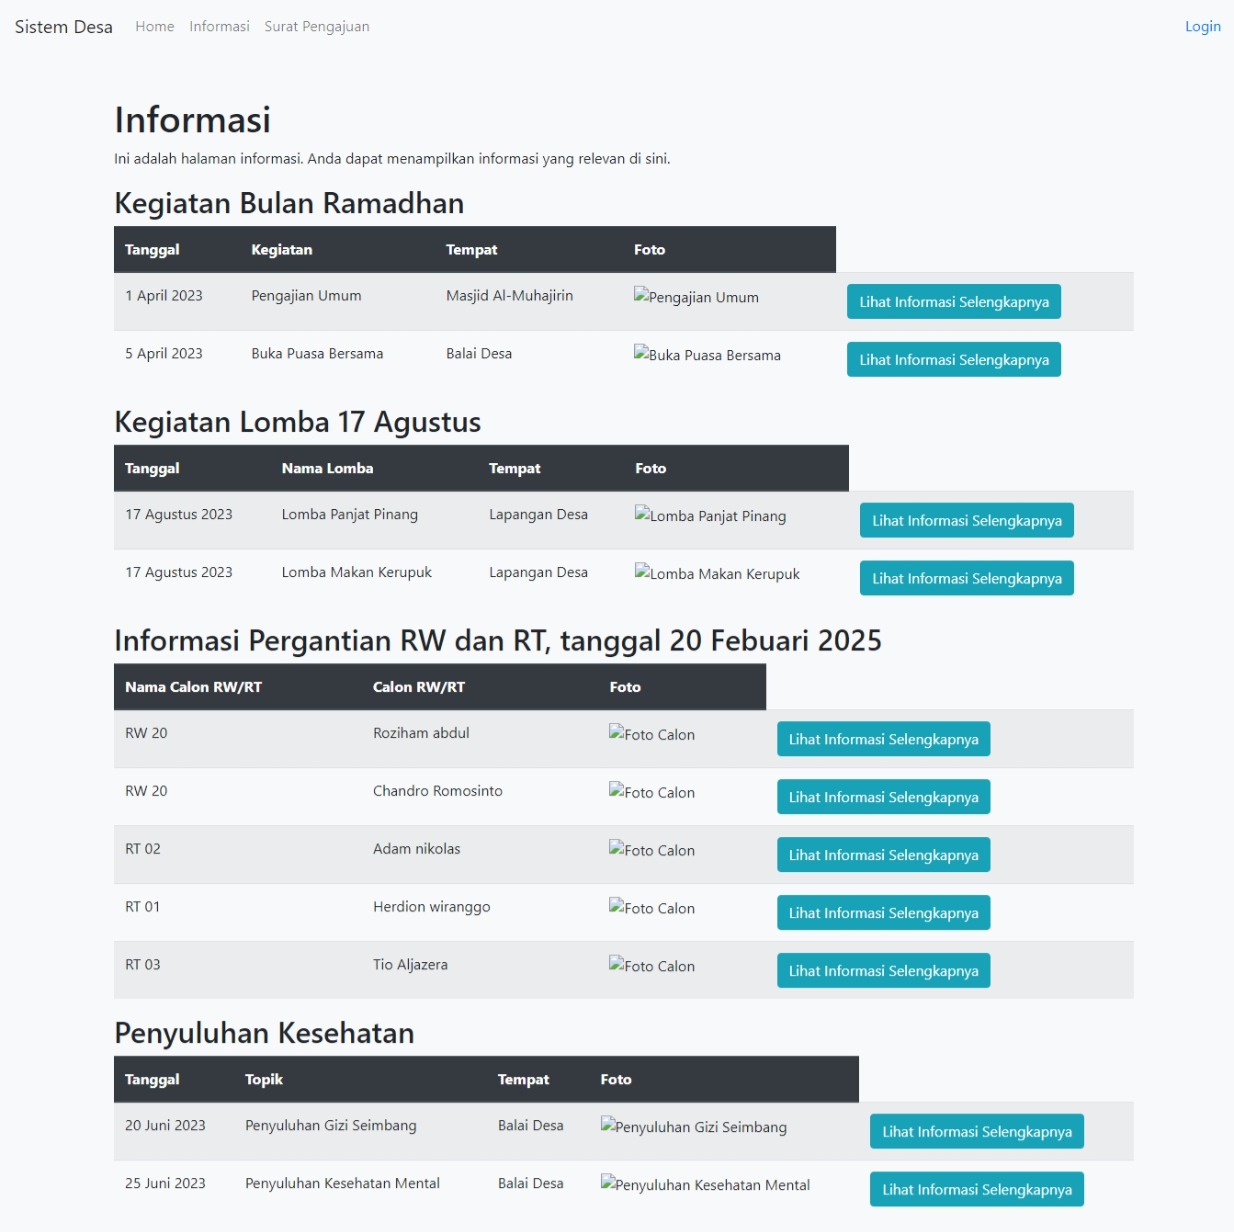 Sistem Desa Home Informasi Surat Pengajuan Login
Informasi
Ini adalah halaman informasi. Anda dapat menampilkan informasi yang relevan di sini.
Kegiatan Bulan Ramadhan
Tanggal Kegiatan Tempat Foto
1 April 2023 Pengajian Umum Masjid Al-Muhajirin Pengajian Umum Lihat Informasi Selengkapnya
5 April 2023 Buka Puasa Bersama Balai Desa Buka Puasa Bersama Lihat Informasi Selengkapnya
Kegiatan Lomba 17 Agustus
Tanggal Nama Lomba Tempat Foto
17 Agustus 2023 Lomba Panjat Pinang Lapangan Desa Lomba Panjat Pinang Lihat Informasi Selengkapnya
17 Agustus 2023 Lomba Makan Kerupuk Lapangan Desa Lomba Makan Kerupuk Lihat Informasi Selengkapnya
Informasi Pergantian RW dan RT, tanggal 20 Febuari 2025
Nama Calon RW/RT Calon RW/RT Foto
RW 20 Roziham abdul Foto Calon Lihat Informasi Selengkapnya
RW 20 Chandro Romosinto Foto Calon Lihat Informasi Selengkapnya
RT 02 Adam nikolas Foto Calon Lihat Informasi Selengkapnya
RT 01 Herdion wiranggo Foto Calon Lihat Informasi Selengkapnya
RT 03 Tio Aljazera Foto Calon Lihat Informasi Selengkapnya
Penyuluhan Kesehatan
Tanggal Topik Tempat Foto
20 Juni 2023 Penyuluhan Gizi Seimbang Balai Desa Penyuluhan Gizi Seimbang Lihat Informasi Selengkapnya
25 Juni 2023 Penyuluhan Kesehatan Mental Balai Desa Penyuluhan Kesehatan Mental Lihat Informasi Selengkapnya